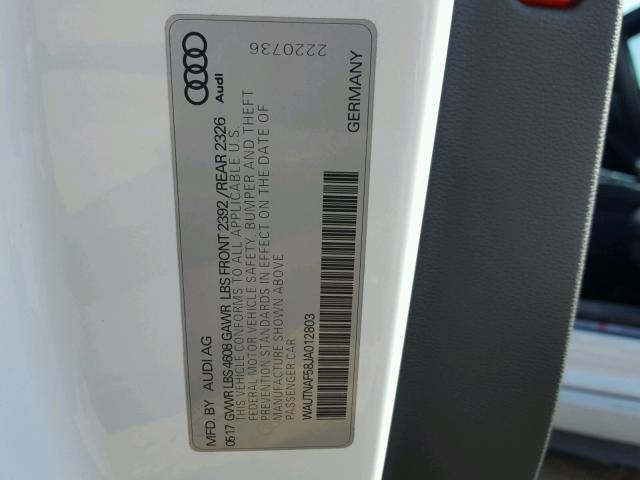 MFD. BY AUDI AG
0517 GVWR LBS 4608 GAWR LBS FRONT 2392 / REAR 2326
THIS VEHICLE CONFORMS TO ALL APPLICABLE U.S.
FEDERAL MOTOR VEHICLE SAFETY, BUMPER AND THEFT
PREVENTION STANDARDS IN EFFECT ON THE DATE OF
MANUFACTURE SHOWN ABOVE
PASSENGER CAR
WAUTNAF58JA012803
GERMANY
Audi
2220736